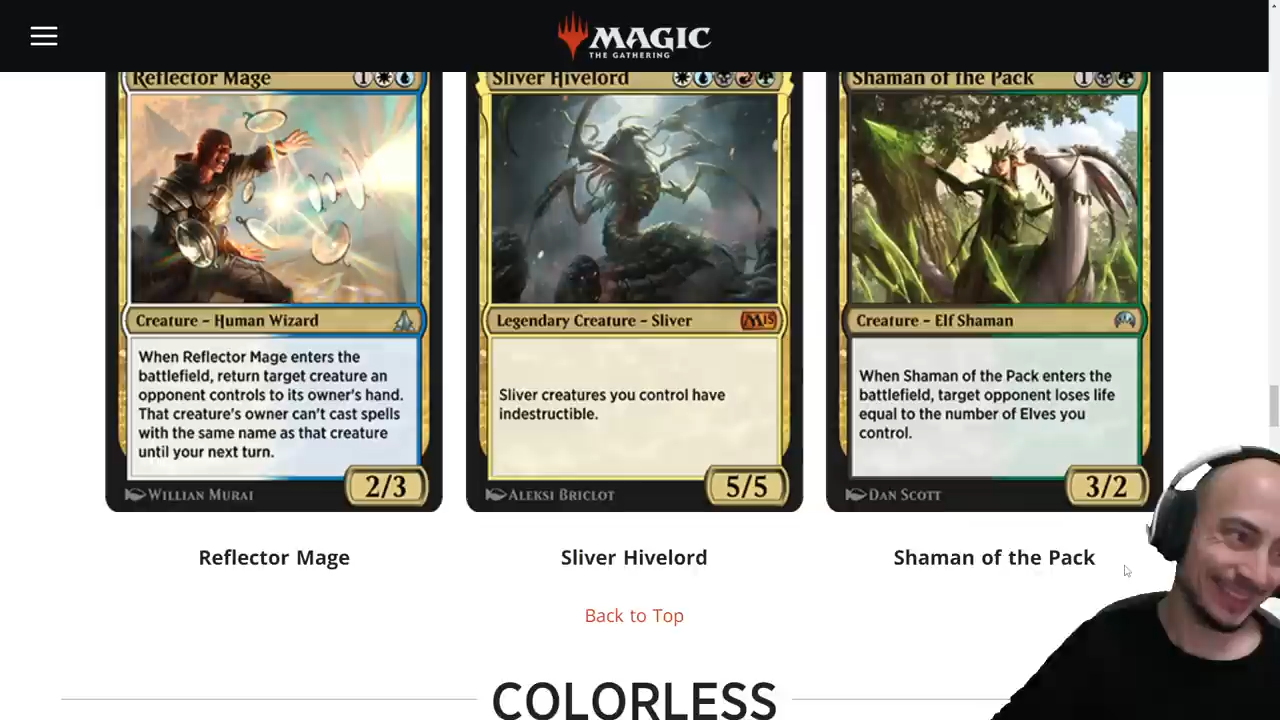 MAGIC
THE GATHERING
Reflector Mage 1
Creature – Human Wizard
When Reflector Mage enters the
battlefield, return target creature an
opponent controls to its owner's hand.
That creature's owner can't cast spells
with the same name as that creature
until your next turn.
2/3
WILLIAN MURAI
Reflector Mage
Sliver Hivelord
Legendary Creature – Sliver
M15
Sliver creatures you control have
indestructible.
5/5
ALEKSI BRICLOT
Sliver Hivelord
Shaman of the Pack 1
Creature – Elf Shaman
When Shaman of the Pack enters the
battlefield, target opponent loses life
equal to the number of Elves you
control.
3/2
DAN SCOTT
Shaman of the Pack
Back to Top
COLORLESS